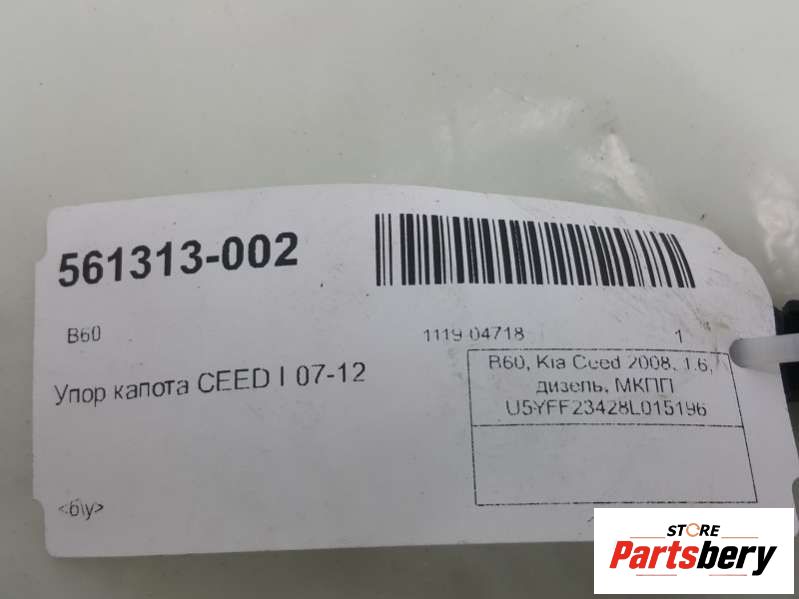 561313-002
B60
1119 04718
1
Упор капота CEED I 07-12
B60, Kia Ceed 2008, 1.6,
дизель, МКПП
U5YFF23428L015196
<б\у>
STORE
Partsbery